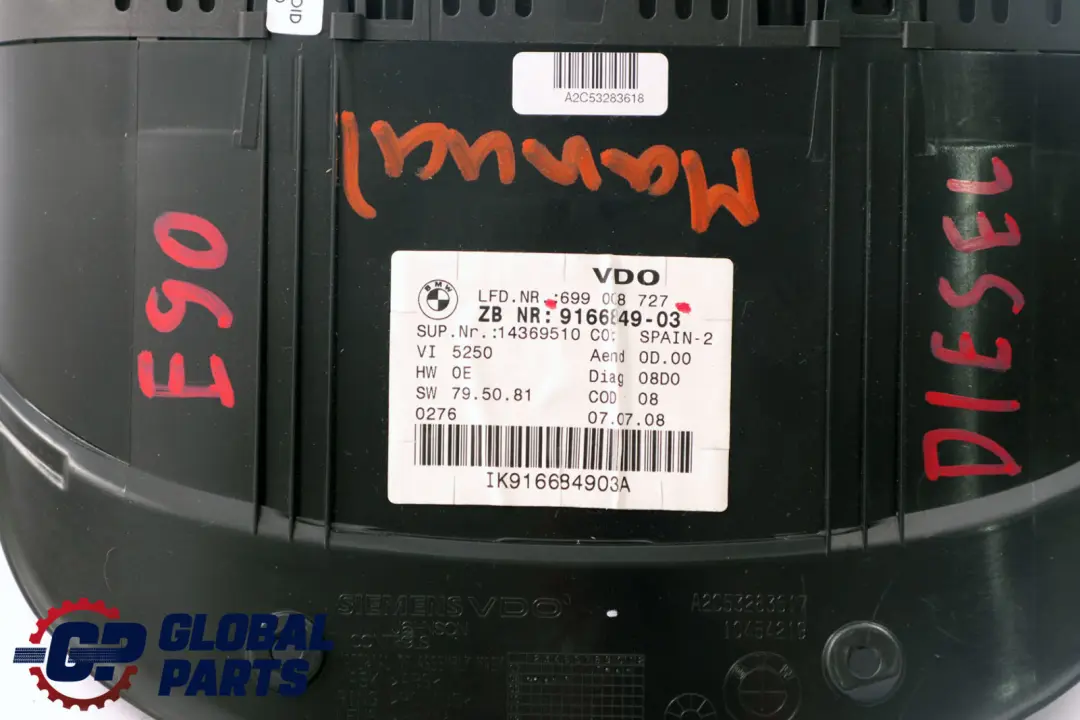 A2C53283618
Manual
E90
DIESEL
VDO
BMW
LFD.NR.:699 008 727
ZB NR: 9166849-03
SUP.Nr.:14369510 CO: SPAIN-2
VI 5250 Aend 0D.00
HW 0E Diag 08D0
SW 79.50.81 COD 08
0276 07.07.08
IK916684903A
SIEMENS VDO
A2C53283617
GP GLOBAL PARTS